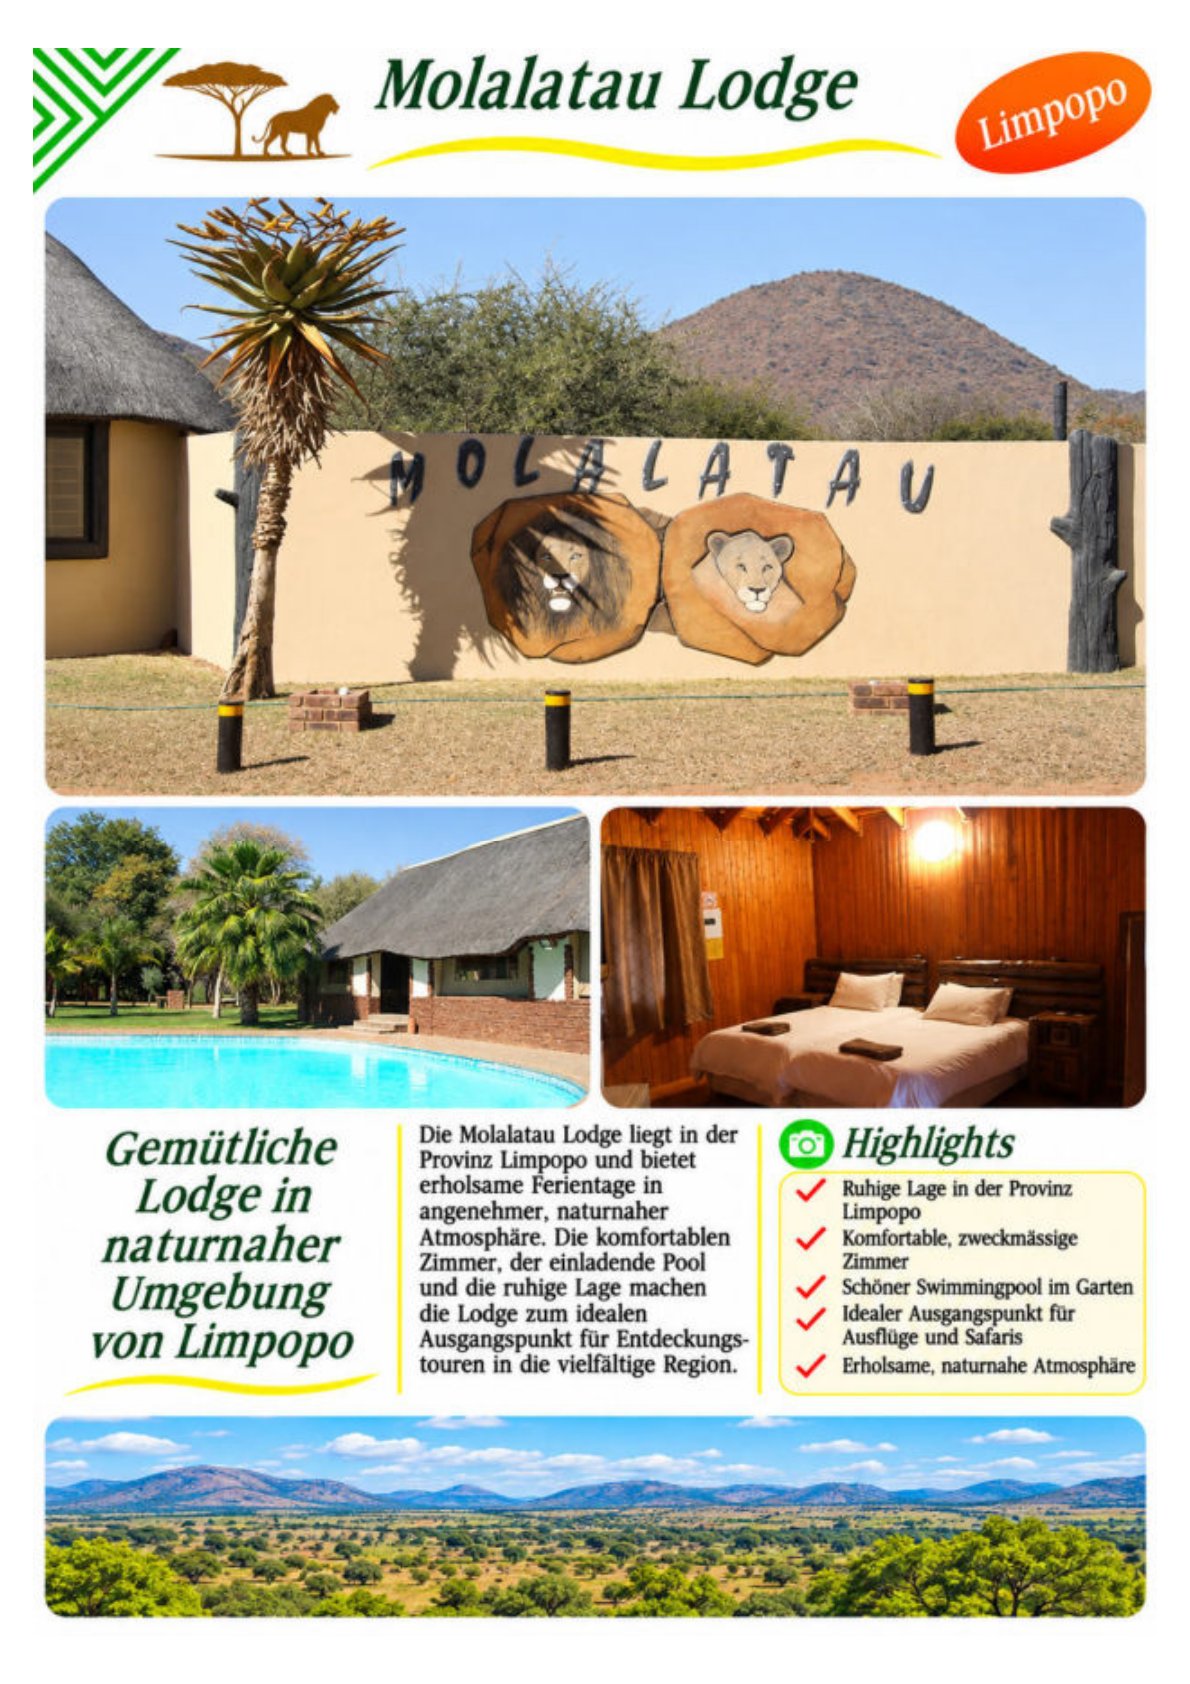 Molalatau Lodge
Limpopo
MOLALATAU
Gemütliche
Lodge in
naturnaher
Umgebung
von Limpopo
Die Molalatau Lodge liegt in der
Provinz Limpopo und bietet
erholsame Ferientage in
angenehmer, naturnaher
Atmosphäre. Die komfortablen
Zimmer, der einladende Pool
und die ruhige Lage machen
die Lodge zum idealen
Ausgangspunkt für Entdeckungs-
touren in die vielfältige Region.
Highlights
Ruhige Lage in der Provinz
Limpopo
Komfortable, zweckmässige
Zimmer
Schöner Swimmingpool im Garten
Idealer Ausgangspunkt für
Ausflüge und Safaris
Erholsame, naturnahe Atmosphäre